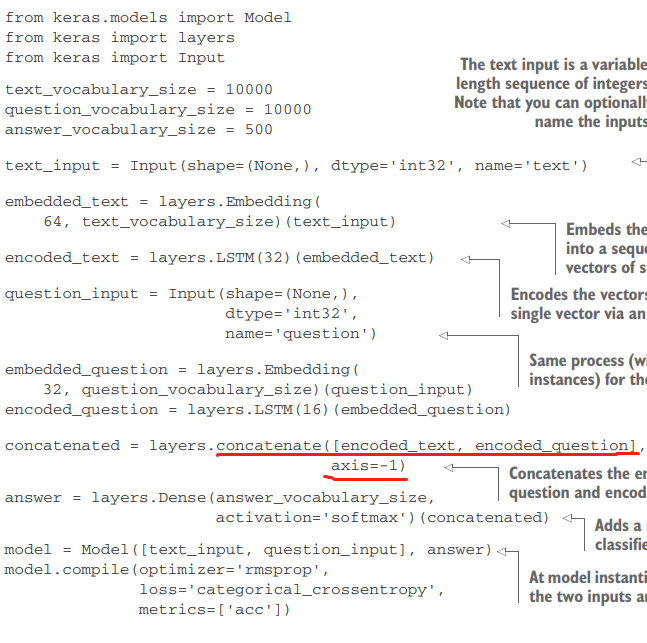 from keras.models import Model
from keras import layers
from keras import Input
The text input is a variable
length sequence of integers
Note that you can optionally
name the inputs
text_vocabulary_size = 10000
question_vocabulary_size = 10000
answer_vocabulary_size = 500
text_input = Input(shape=(None,), dtype='int32', name='text')
embedded_text = layers.Embedding(
64, text_vocabulary_size)(text_input)
Embeds the
into a sequ
vectors of s
encoded_text = layers.LSTM(32)(embedded_text)
Encodes the vectors
single vector via an
question_input = Input(shape=(None,),
dtype='int32',
name='question')
Same process (wi
instances) for the
embedded_question = layers.Embedding(
32, question_vocabulary_size)(question_input)
encoded_question = layers.LSTM(16)(embedded_question)
concatenated = layers.concatenate([encoded_text, encoded_question],
axis=-1)
Concatenates the en
question and encod
answer = layers.Dense(answer_vocabulary_size,
activation='softmax')(concatenated)
Adds a
classifie
model = Model([text_input, question_input], answer)
model.compile(optimizer='rmsprop',
loss='categorical_crossentropy',
metrics=['acc'])
At model instanti
the two inputs a